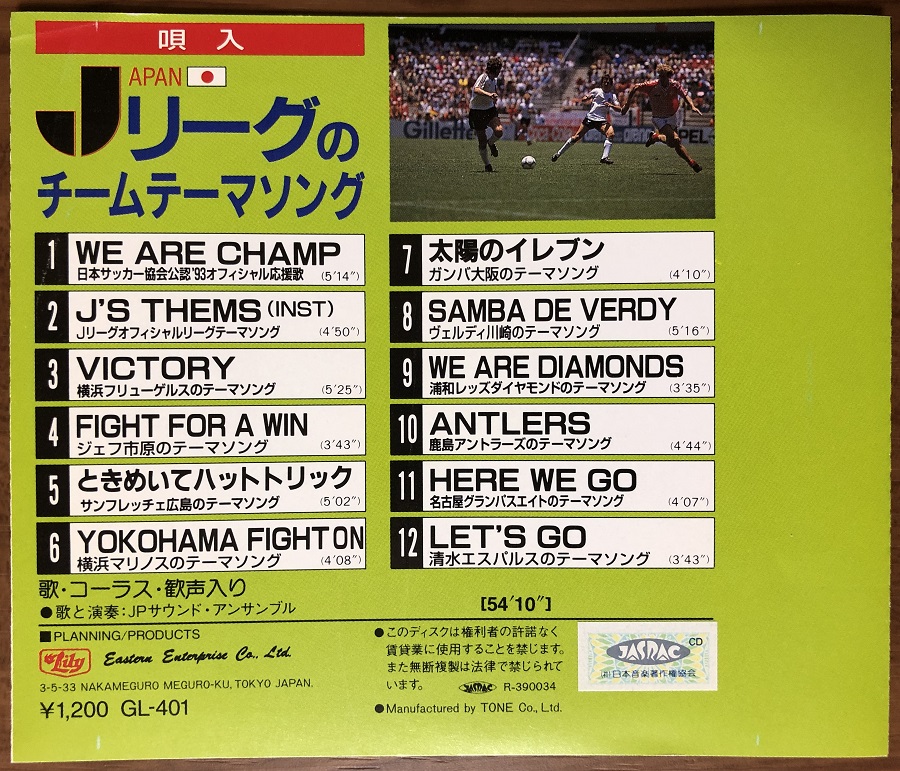 唄入
JAPAN
Jリーグの
チームテーマソング
Gillette
1 WE ARE CHAMP
日本サッカー協会公認'93オフィシャル応援歌 (5'14")
2 J'S THEMS (INST)
Jリーグオフィシャルリーグテーマソング (4'50")
3 VICTORY
横浜フリューゲルスのテーマソング (5'25")
4 FIGHT FOR A WIN
ジェフ市原のテーマソング (3'43")
5 ときめいてハットトリック
サンフレッチェ広島のテーマソング (5'02")
6 YOKOHAMA FIGHT ON
横浜マリノスのテーマソング (4'08")
7 太陽のイレブン
ガンバ大阪のテーマソング (4'10")
8 SAMBA DE VERDY
ヴェルディ川崎のテーマソング (5'16")
9 WE ARE DIAMONDS
浦和レッズダイヤモンドのテーマソング (3'35")
10 ANTLERS
鹿島アントラーズのテーマソング (4'44")
11 HERE WE GO
名古屋グランパスエイトのテーマソング (4'07")
12 LET'S GO
清水エスパルスのテーマソング (3'43")
歌・コーラス・歓声入り
●歌と演奏:JPサウンド・アンサンブル
[54'10"]
■PLANNING/PRODUCTS
Lily Eastern Enterprise Co., Ltd.
3-5-33 NAKAMEGURO MEGURO-KU, TOKYO JAPAN.
¥1,200 GL-401
●このディスクは権利者の許諾なく
賃貸業に使用することを禁じます。
また無断複製は法律で禁じられて
います。 JASRAC R-390034
●Manufactured by TONE Co., Ltd.
CD
JASRAC
(社)日本音楽著作権協会